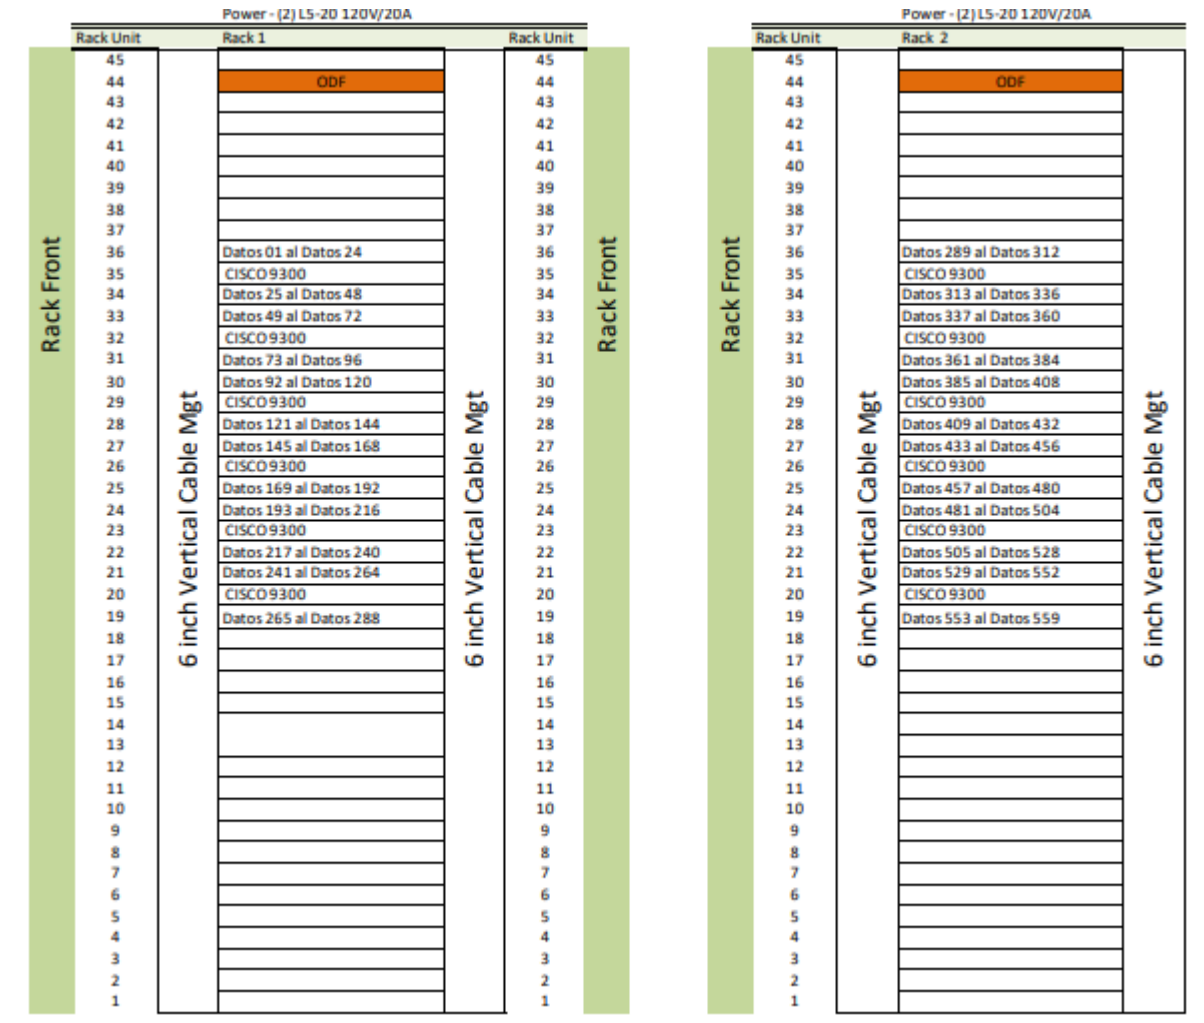 Power - (2) L5-20 120V/20A
Rack Unit Rack 1 Rack Unit
45 45
44 ODF 44
43 43
42 42
41 41
40 40
39 39
38 38
37 37
36 Datos 01 al Datos 24 36
35 CISCO 9300 35
34 Datos 25 al Datos 48 34
33 Datos 49 al Datos 72 33
32 CISCO 9300 32
31 Datos 73 al Datos 96 31
30 Datos 92 al Datos 120 30
29 CISCO 9300 29
28 Datos 121 al Datos 144 28
27 Datos 145 al Datos 168 27
26 CISCO 9300 26
25 Datos 169 al Datos 192 25
24 Datos 193 al Datos 216 24
23 CISCO 9300 23
22 Datos 217 al Datos 240 22
21 Datos 241 al Datos 264 21
20 CISCO 9300 20
19 Datos 265 al Datos 288 19
18 18
17 17
16 16
15 15
14 14
13 13
12 12
11 11
10 10
9 9
8 8
7 7
6 6
5 5
4 4
3 3
2 2
1 1
Rack Front
6 inch Vertical Cable Mgt
6 inch Vertical Cable Mgt
Rack Front
Power - (2) L5-20 120V/20A
Rack Unit Rack 2
45
44 ODF
43
42
41
40
39
38
37
36 Datos 289 al Datos 312
35 CISCO 9300
34 Datos 313 al Datos 336
33 Datos 337 al Datos 360
32 CISCO 9300
31 Datos 361 al Datos 384
30 Datos 385 al Datos 408
29 CISCO 9300
28 Datos 409 al Datos 432
27 Datos 433 al Datos 456
26 CISCO 9300
25 Datos 457 al Datos 480
24 Datos 481 al Datos 504
23 CISCO 9300
22 Datos 505 al Datos 528
21 Datos 529 al Datos 552
20 CISCO 9300
19 Datos 553 al Datos 559
18
17
16
15
14
13
12
11
10
9
8
7
6
5
4
3
2
1
Rack Front
6 inch Vertical Cable Mgt
6 inch Vertical Cable Mgt